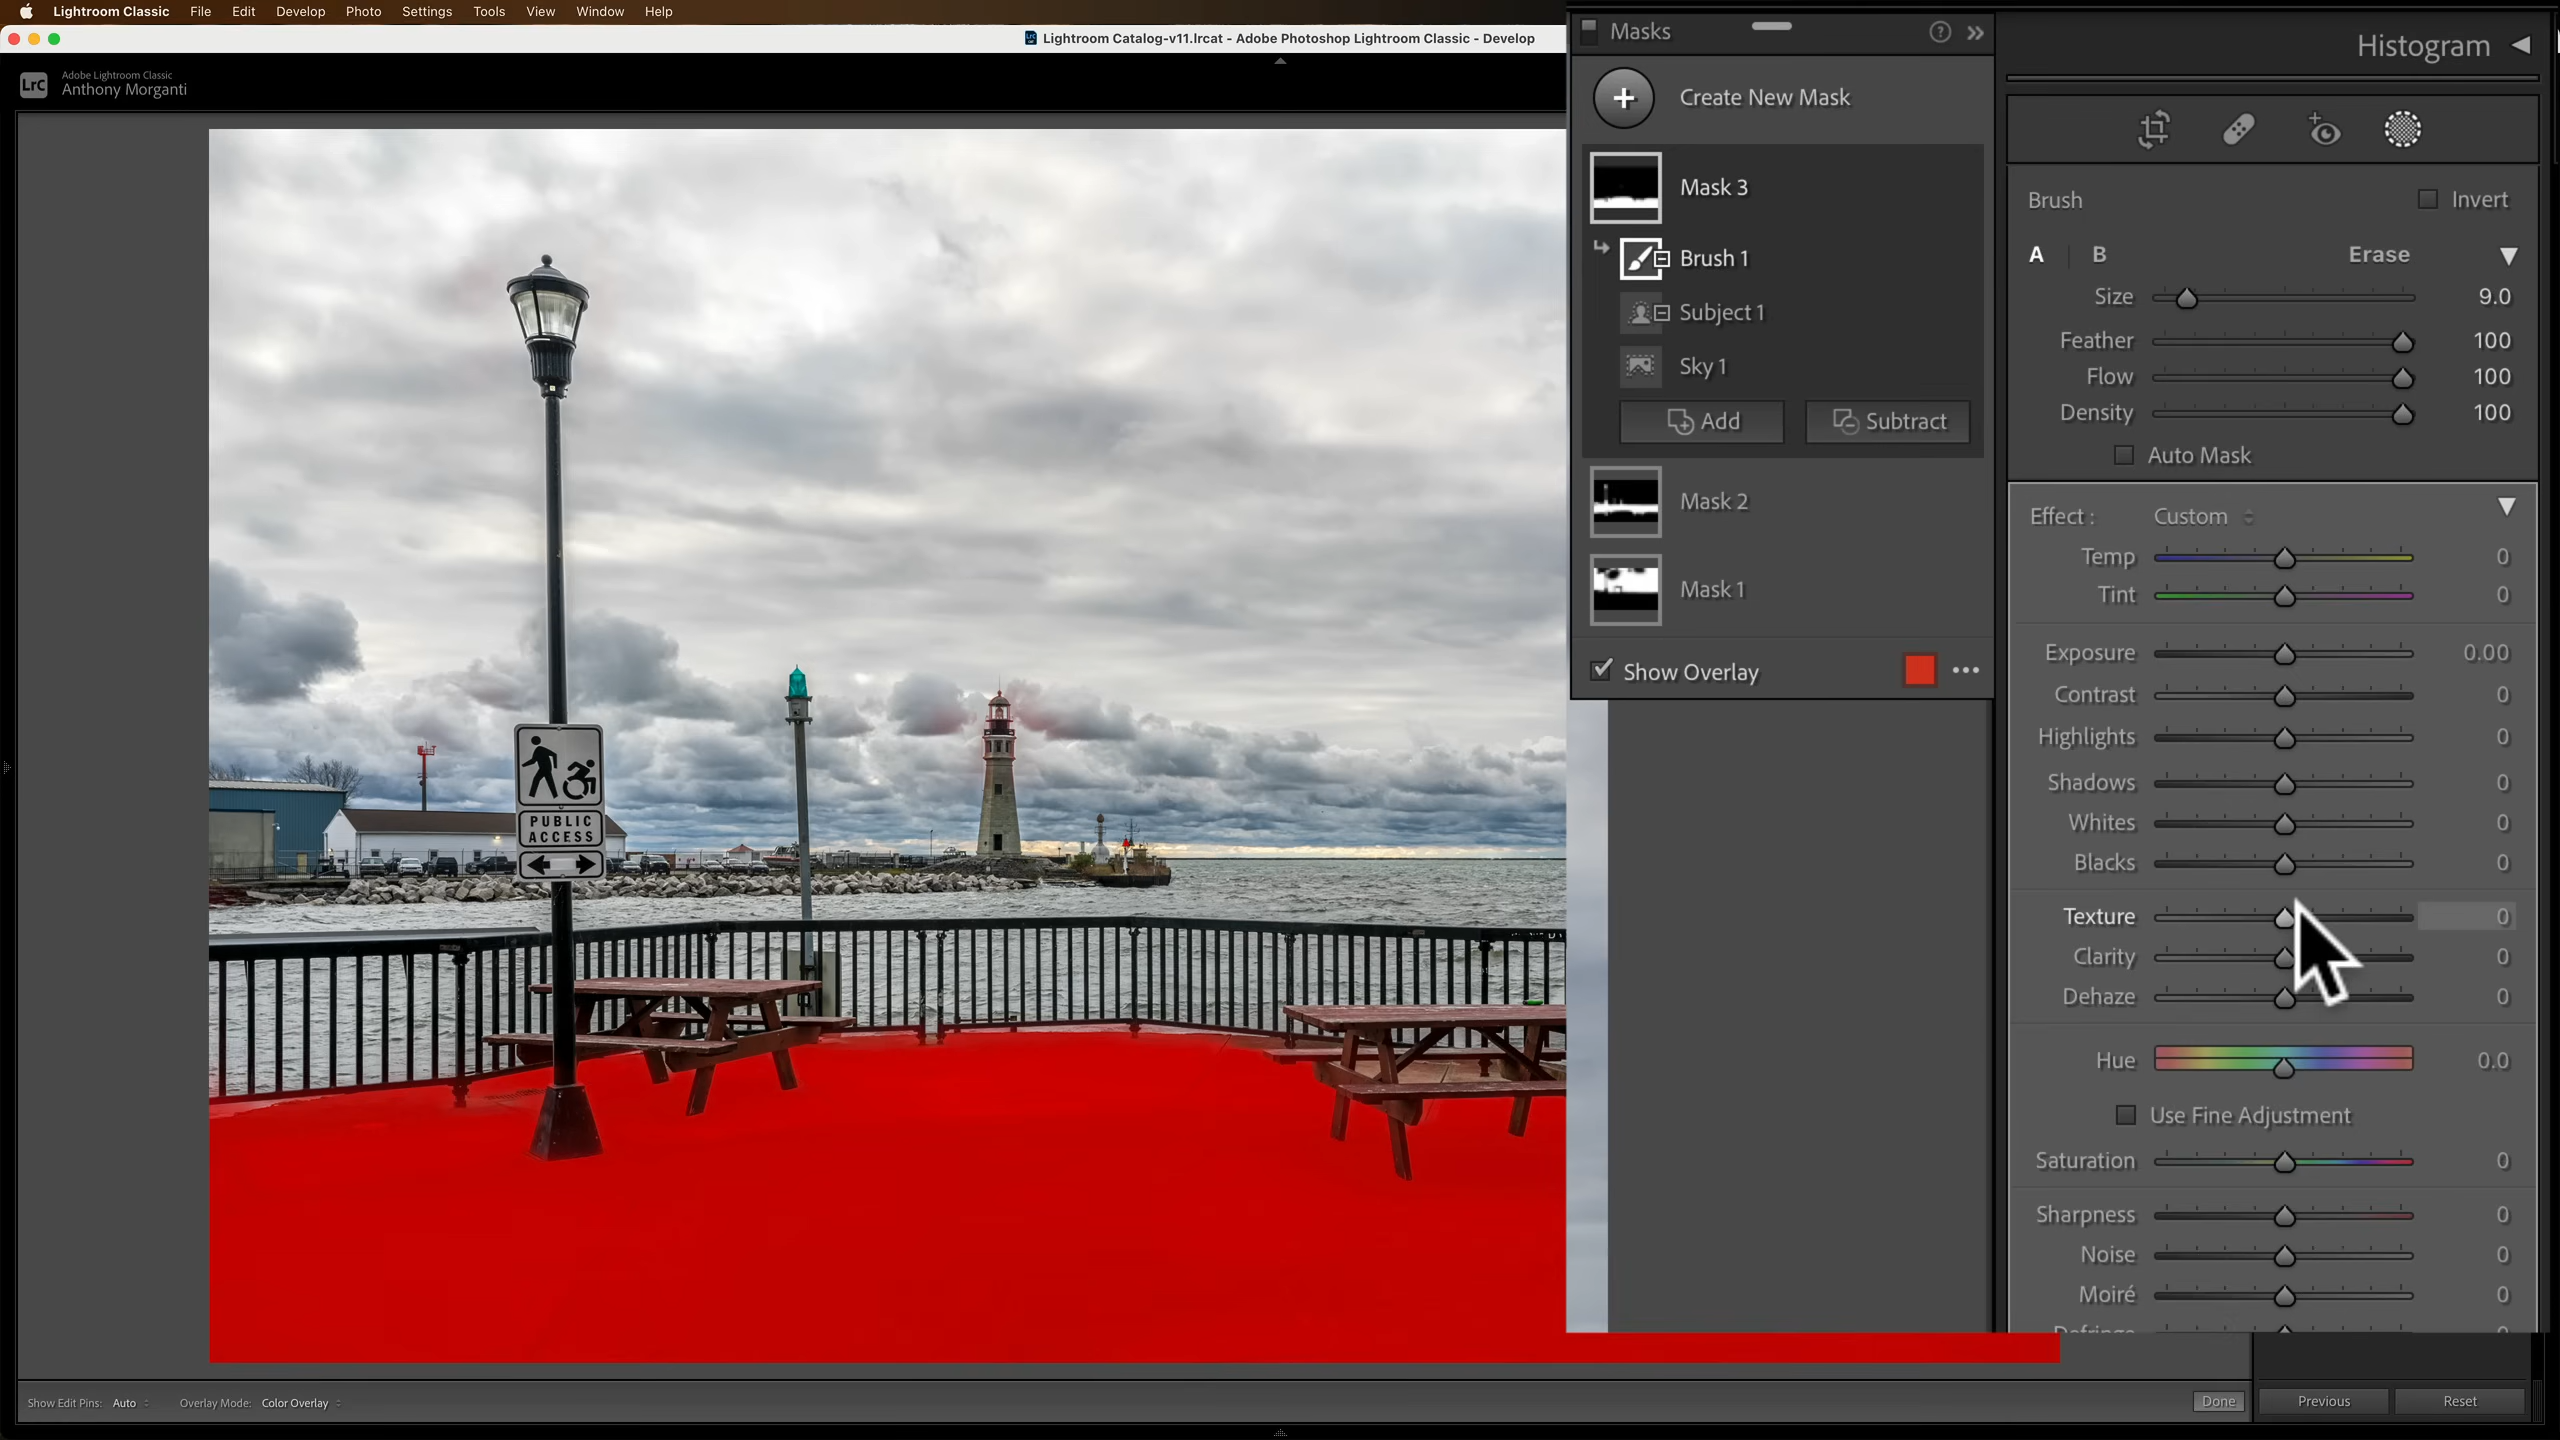 Lightroom Classic File Edit Develop Photo Settings Tools View Window Help
Lightroom Catalog-v11.lrcat - Adobe Photoshop Lightroom Classic - Develop
LrC
Adobe Lightroom Classic
Anthony Morganti
PUBLIC
ACCESS
Masks
Create New Mask
Mask 3
Brush 1
Subject 1
Sky 1
Add Subtract
Mask 2
Mask 1
Show Overlay
Histogram
Brush Invert
A B Erase
Size 9.0
Feather 100
Flow 100
Density 100
Auto Mask
Effect : Custom
Temp 0
Tint 0
Exposure 0.00
Contrast 0
Highlights 0
Shadows 0
Whites 0
Blacks 0
Texture 0
Clarity 0
Dehaze 0
Hue 0.0
Use Fine Adjustment
Saturation 0
Sharpness 0
Noise 0
Moiré 0
Defringe 0
Show Edit Pins: Auto Overlay Mode: Color Overlay
Done Previous Reset